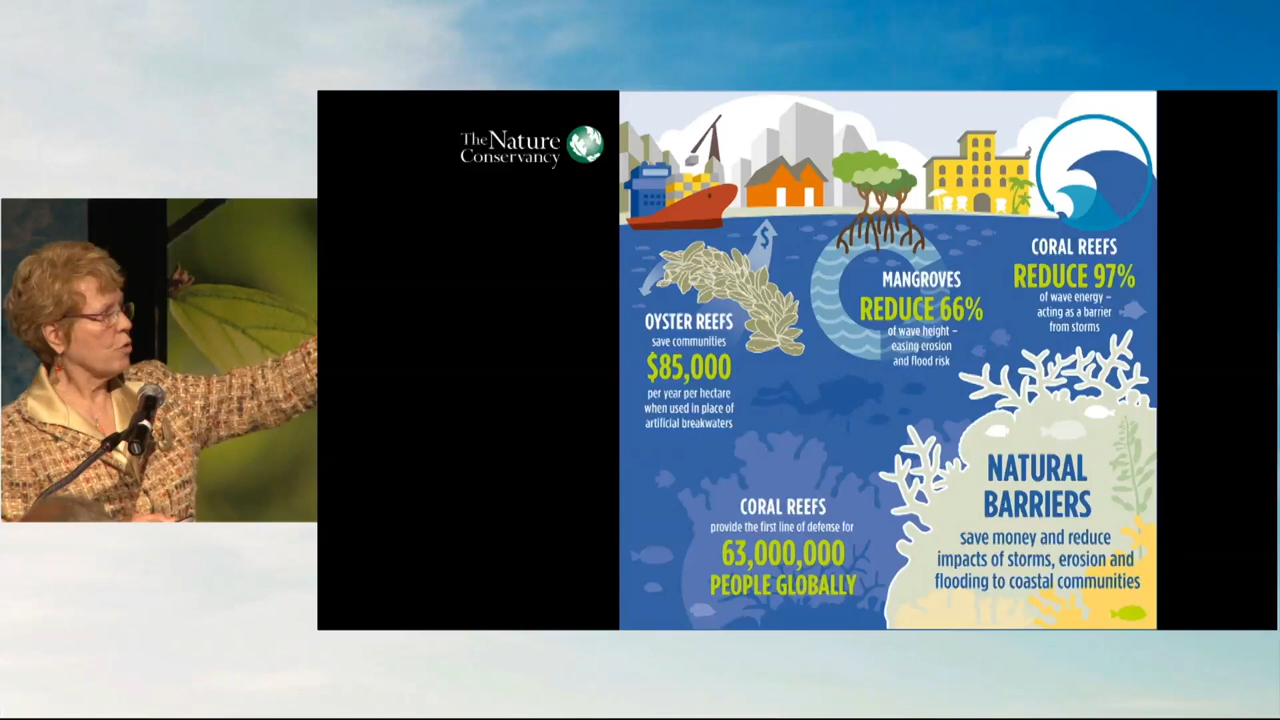 The Nature
Conservancy
$
OYSTER REEFS
save communities
$85,000
per year per hectare
when used in place of
artificial breakwaters
MANGROVES
REDUCE 66%
of wave height –
easing erosion
and flood risk
CORAL REEFS
REDUCE 97%
of wave energy –
acting as a barrier
from storms
CORAL REEFS
provide the first line of defense for
63,000,000
PEOPLE GLOBALLY
NATURAL
BARRIERS
save money and reduce
impacts of storms, erosion and
flooding to coastal communities